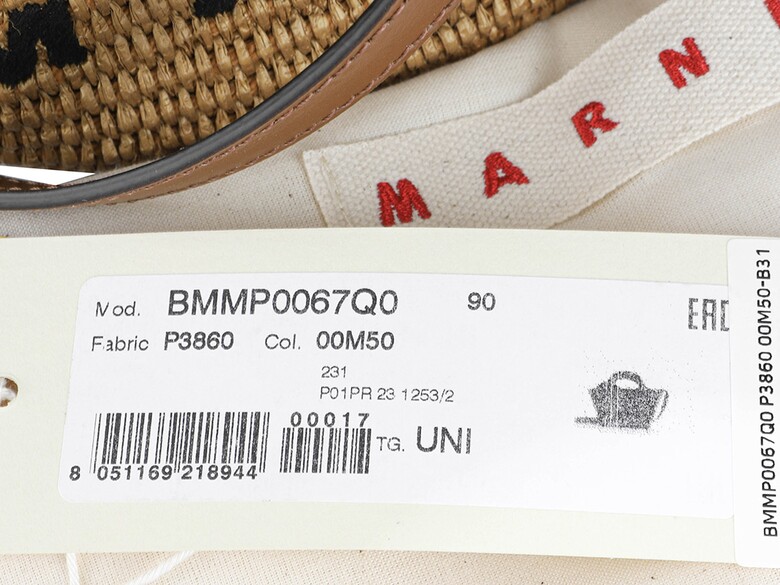 MARN
Mod. BMMP0067Q0 90
EAC
Fabric P3860 Col. 00M50
231
P01PR 23 1253/2
00017
TG. UNI
8 051169 218944
BMMP0067Q0 P3860 00M50-B31